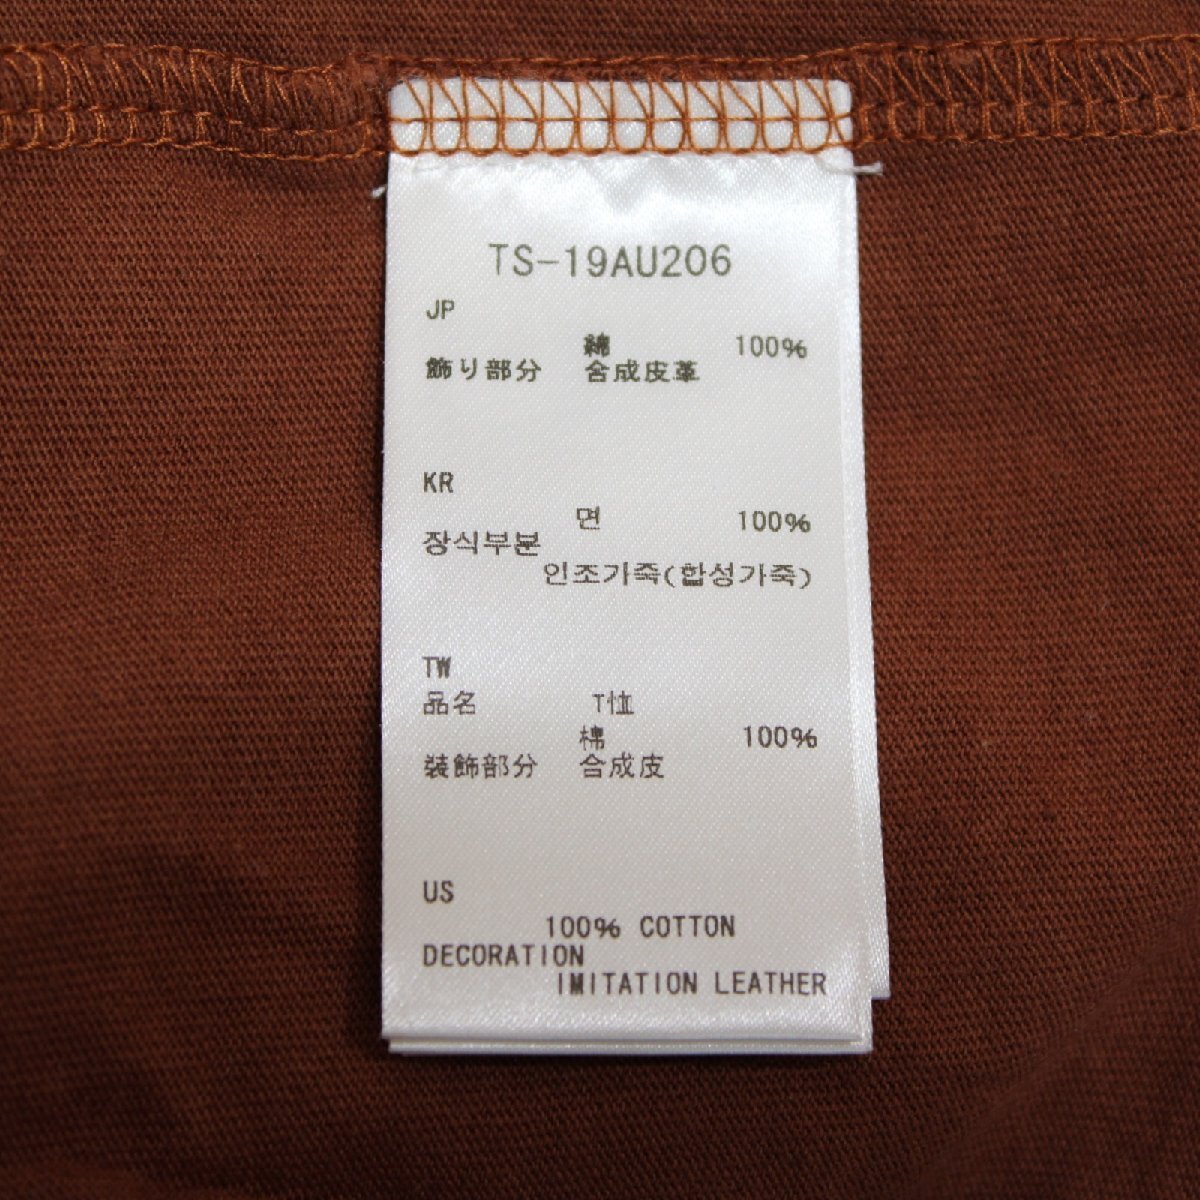 TS-19AU206
JP
綿 100%
飾り部分 合成皮革
KR
면 100%
장식부분
인조가죽(합성가죽)
TW
品名 T恤
棉 100%
装飾部分 合成皮
US
100% COTTON
DECORATION
IMITATION LEATHER